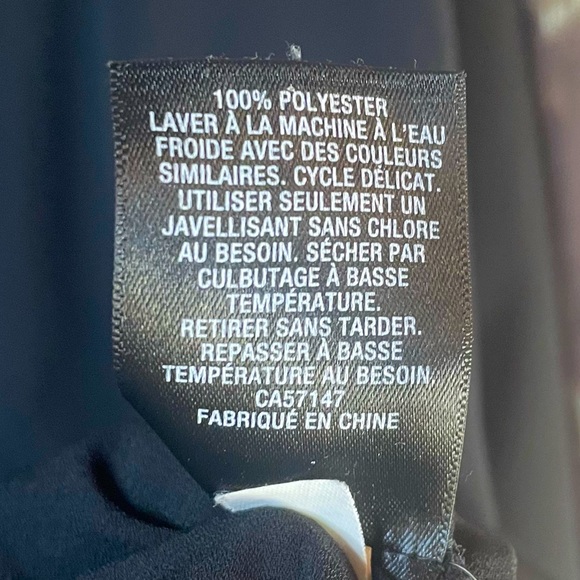 100% POLYESTER
LAVER À LA MACHINE À L'EAU
FROIDE AVEC DES COULEURS
SIMILAIRES. CYCLE DÉLICAT.
UTILISER SEULEMENT UN
JAVELLISANT SANS CHLORE
AU BESOIN. SÉCHER PAR
CULBUTAGE À BASSE
TEMPÉRATURE.
RETIRER SANS TARDER.
REPASSER À BASSE
TEMPÉRATURE AU BESOIN.
CA57147
FABRIQUÉ EN CHINE